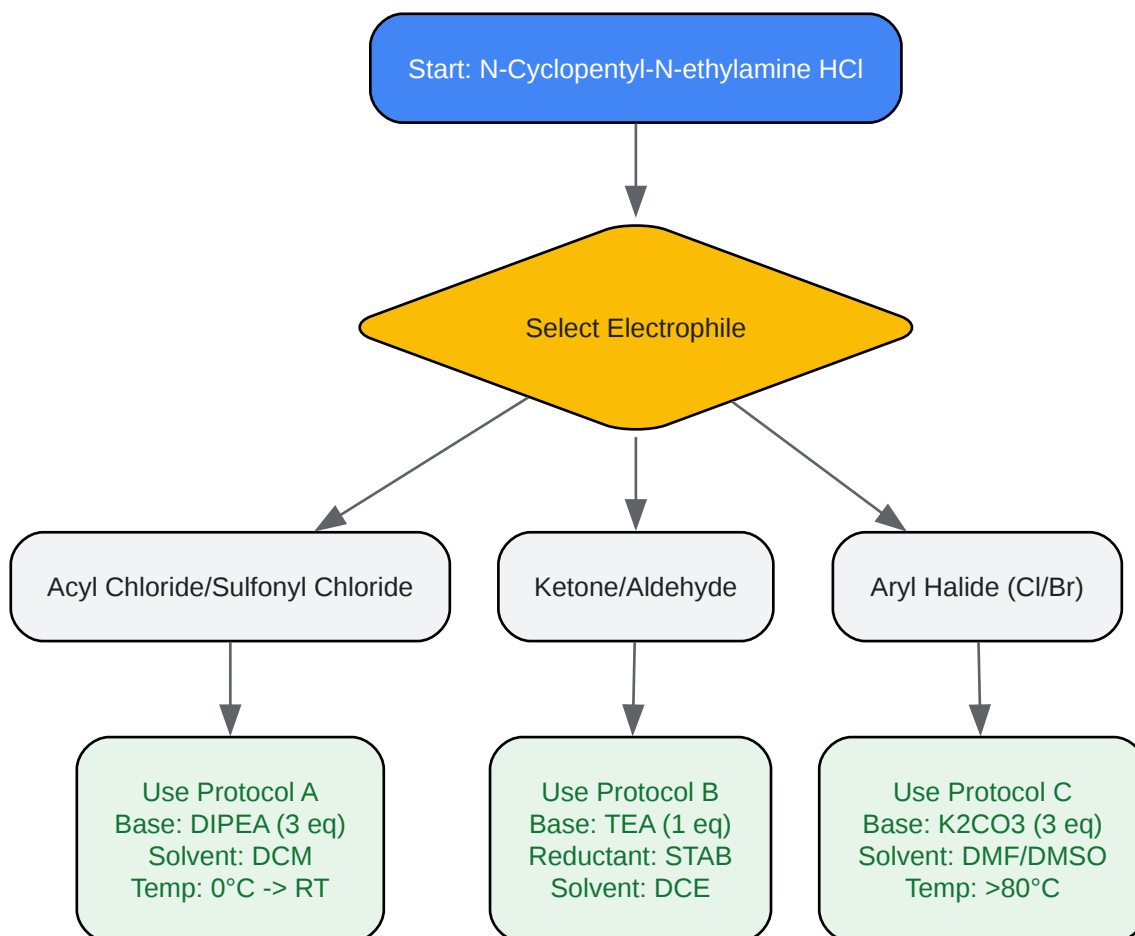 Start: N-Cyclopentyl-N-ethylamine HCl
Select Electrophile
Acyl Chloride/Sulfonyl Chloride
Ketone/Aldehyde
Aryl Halide (Cl/Br)
Use Protocol A
Base: DIPEA (3 eq)
Solvent: DCM
Temp: 0°C -> RT
Use Protocol B
Base: TEA (1 eq)
Reductant: STAB
Solvent: DCE
Use Protocol C
Base: K2CO3 (3 eq)
Solvent: DMF/DMSO
Temp: >80°C